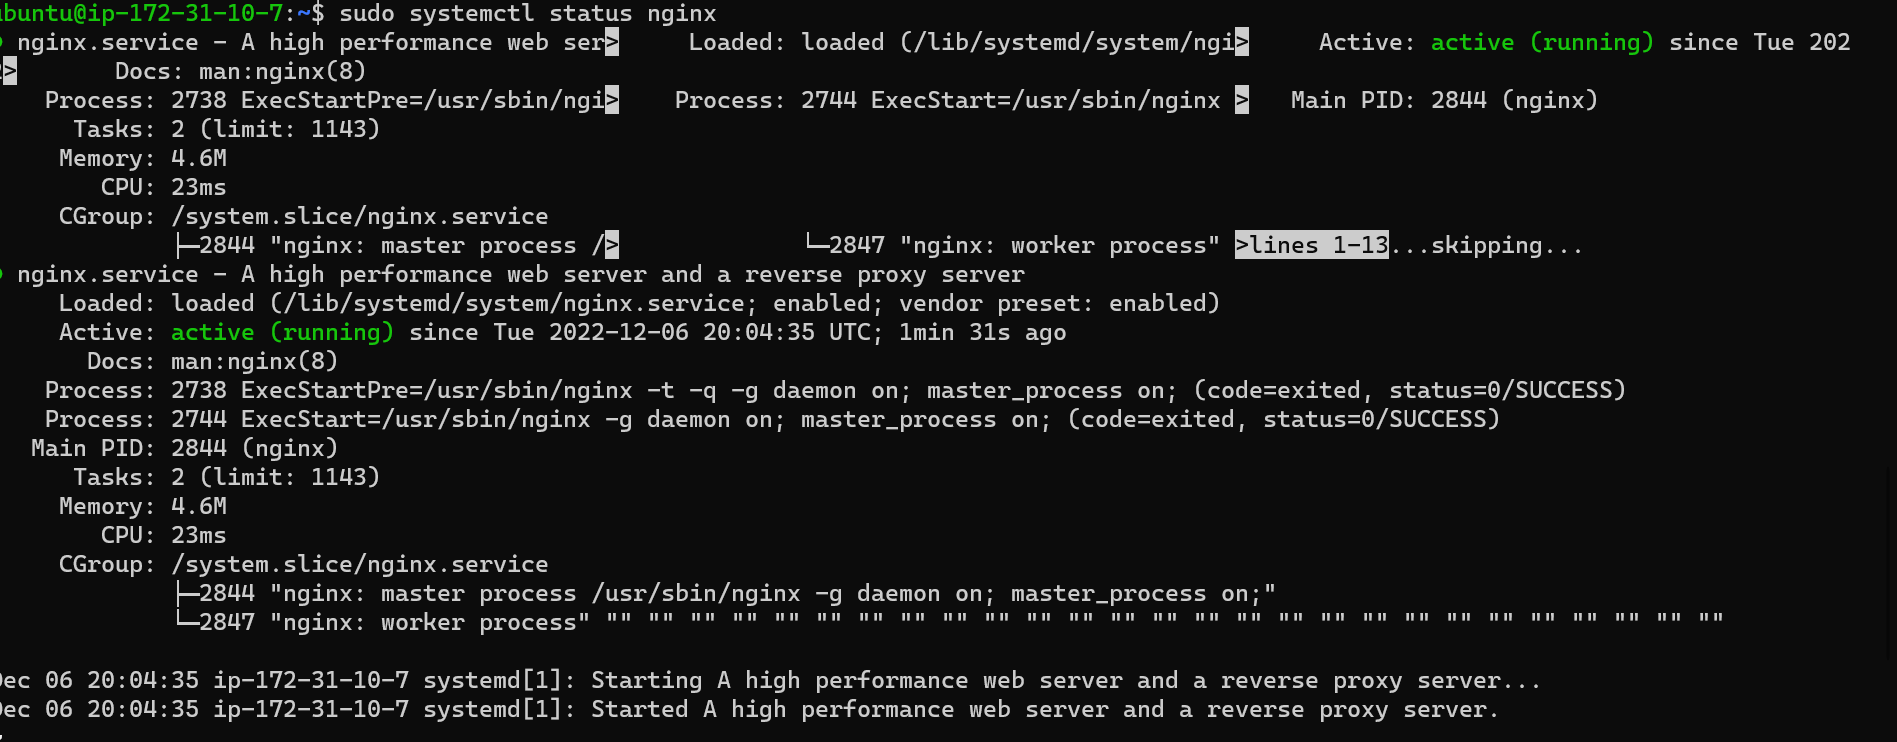 ubuntu@ip-172-31-10-7:~$ sudo systemctl status nginx
nginx.service - A high performance web ser>     Loaded: loaded (/lib/systemd/system/ngi>     Active: active (running) since Tue 202
2>       Docs: man:nginx(8)
Process: 2738 ExecStartPre=/usr/sbin/ngi>    Process: 2744 ExecStart=/usr/sbin/nginx >   Main PID: 2844 (nginx)
Tasks: 2 (limit: 1143)
Memory: 4.6M
CPU: 23ms
CGroup: /system.slice/nginx.service
├─2844 "nginx: master process />             └─2847 "nginx: worker process" >lines 1-13...skipping...
nginx.service - A high performance web server and a reverse proxy server
Loaded: loaded (/lib/systemd/system/nginx.service; enabled; vendor preset: enabled)
Active: active (running) since Tue 2022-12-06 20:04:35 UTC; 1min 31s ago
Docs: man:nginx(8)
Process: 2738 ExecStartPre=/usr/sbin/nginx -t -q -g daemon on; master_process on; (code=exited, status=0/SUCCESS)
Process: 2744 ExecStart=/usr/sbin/nginx -g daemon on; master_process on; (code=exited, status=0/SUCCESS)
Main PID: 2844 (nginx)
Tasks: 2 (limit: 1143)
Memory: 4.6M
CPU: 23ms
CGroup: /system.slice/nginx.service
├─2844 "nginx: master process /usr/sbin/nginx -g daemon on; master_process on;"
└─2847 "nginx: worker process" "" "" "" "" "" "" "" "" "" "" "" "" "" "" "" "" "" "" "" "" "" "" "" "" "" "" ""
Dec 06 20:04:35 ip-172-31-10-7 systemd[1]: Starting A high performance web server and a reverse proxy server...
Dec 06 20:04:35 ip-172-31-10-7 systemd[1]: Started A high performance web server and a reverse proxy server.